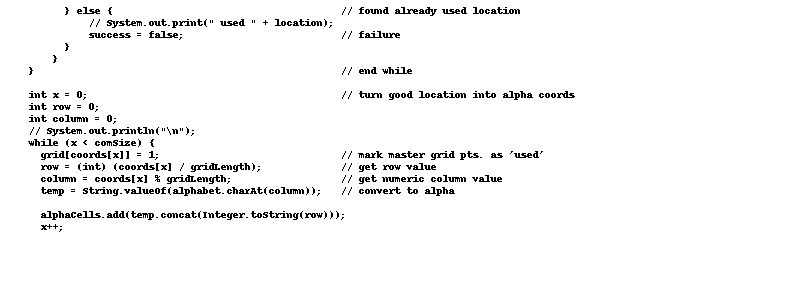 } else { // found already used location
// System.out.print(" used " + location);
success = false; // failure
}
}
} // end while
int x = 0; // turn good location into alpha coords
int row = 0;
int column = 0;
// System.out.println("\n");
while (x < comSize) {
grid[coords[x]] = 1; // mark master grid pts. as 'used'
row = (int) (coords[x] / gridLength); // get row value
column = coords[x] % gridLength; // get numeric column value
temp = String.valueOf(alphabet.charAt(column)); // convert to alpha
alphaCells.add(temp.concat(Integer.toString(row)));
x++;